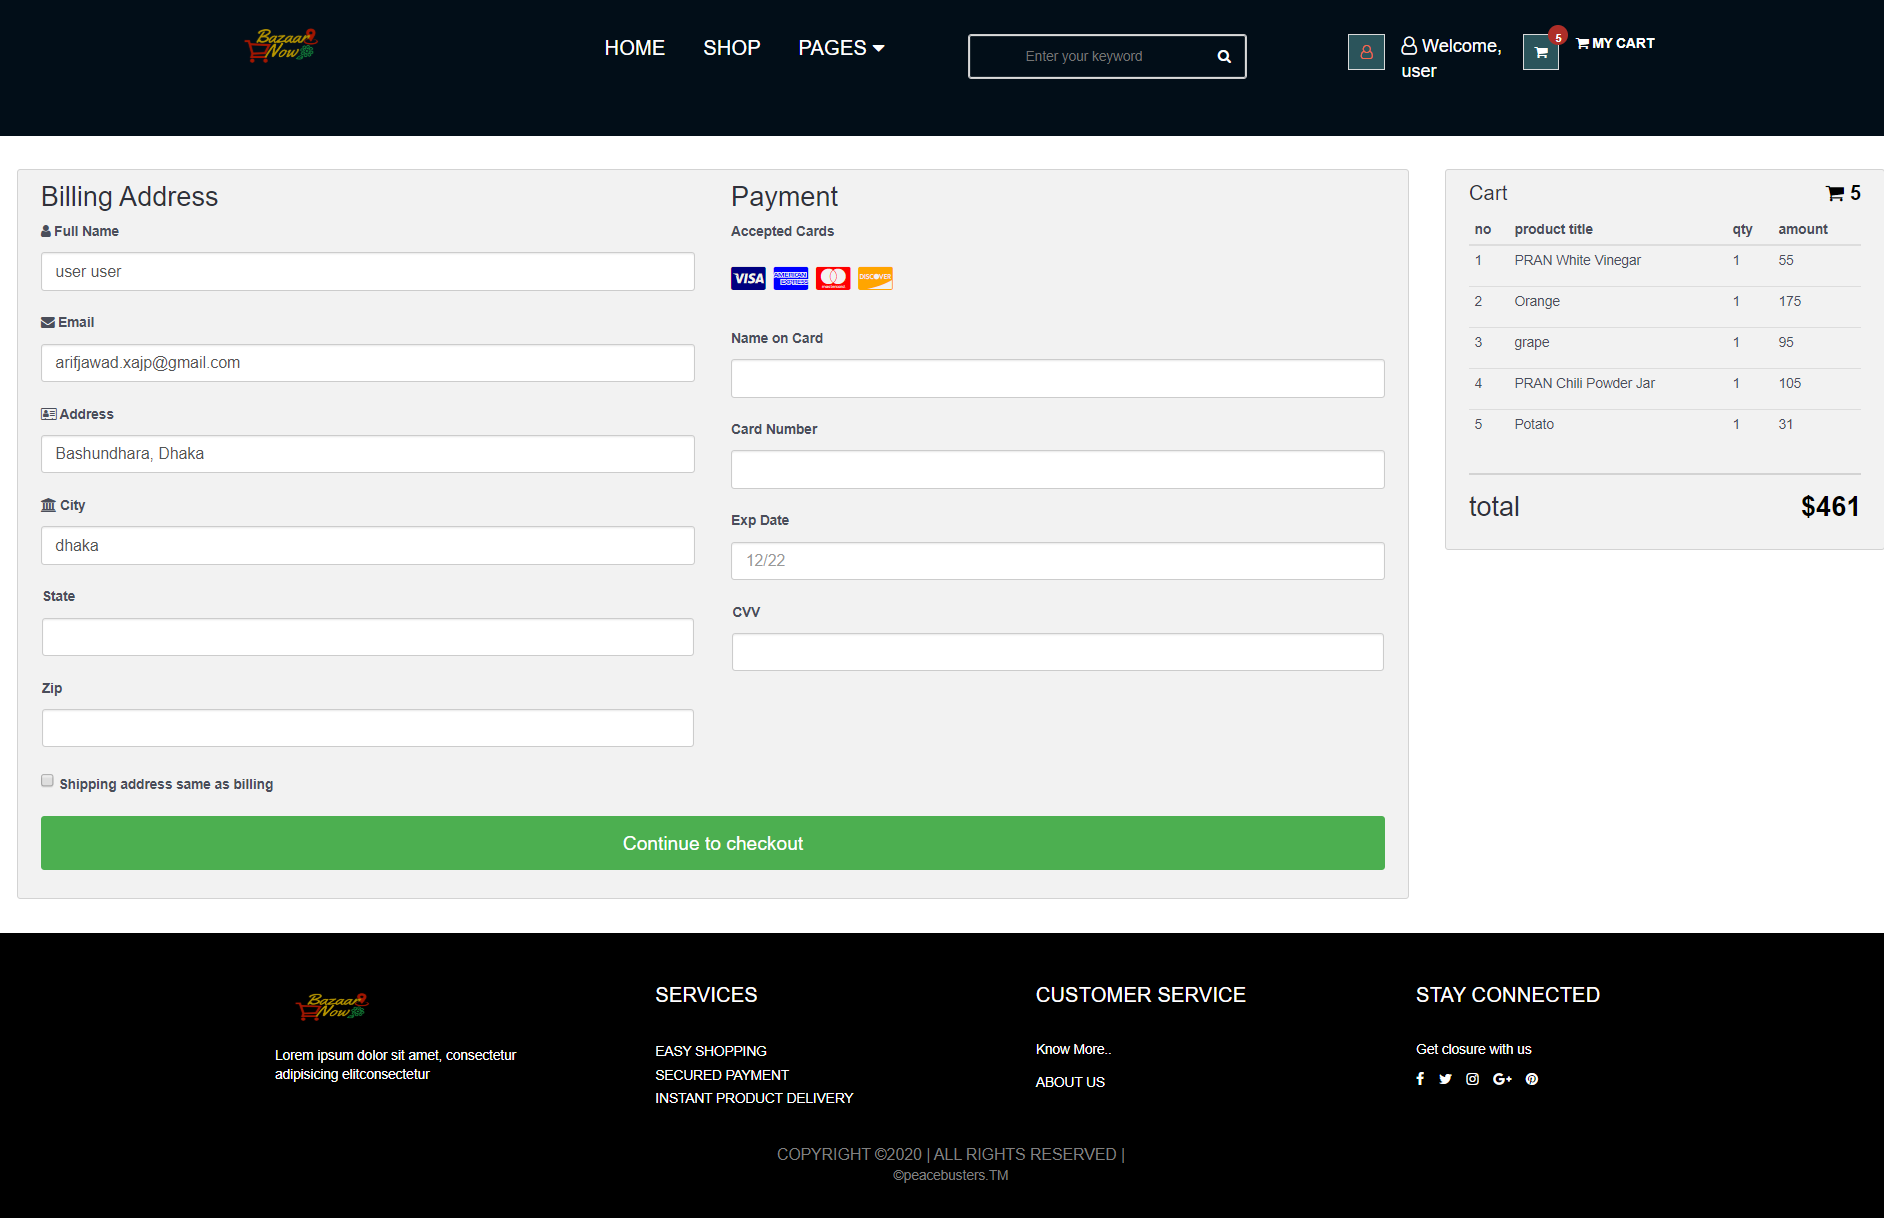 Bazaar
Now
HOME SHOP PAGES
Enter your keyword
Welcome,
user
5
MY CART
Billing Address
Full Name
user user
Email
arifjawad.xajp@gmail.com
Address
Bashundhara, Dhaka
City
dhaka
State
Zip
Shipping address same as billing
Payment
Accepted Cards
VISA AMERICAN EXPRESS mastercard DISCOVER
Name on Card
Card Number
Exp Date
12/22
CVV
Continue to checkout
Cart 5
no product title qty amount
1 PRAN White Vinegar 1 55
2 Orange 1 175
3 grape 1 95
4 PRAN Chili Powder Jar 1 105
5 Potato 1 31
total $461
Bazaar
Now
Lorem ipsum dolor sit amet, consectetur
adipisicing elitconsectetur
SERVICES
EASY SHOPPING
SECURED PAYMENT
INSTANT PRODUCT DELIVERY
CUSTOMER SERVICE
Know More..
ABOUT US
STAY CONNECTED
Get closure with us
COPYRIGHT ©2020 | ALL RIGHTS RESERVED |
©peacebusters.TM